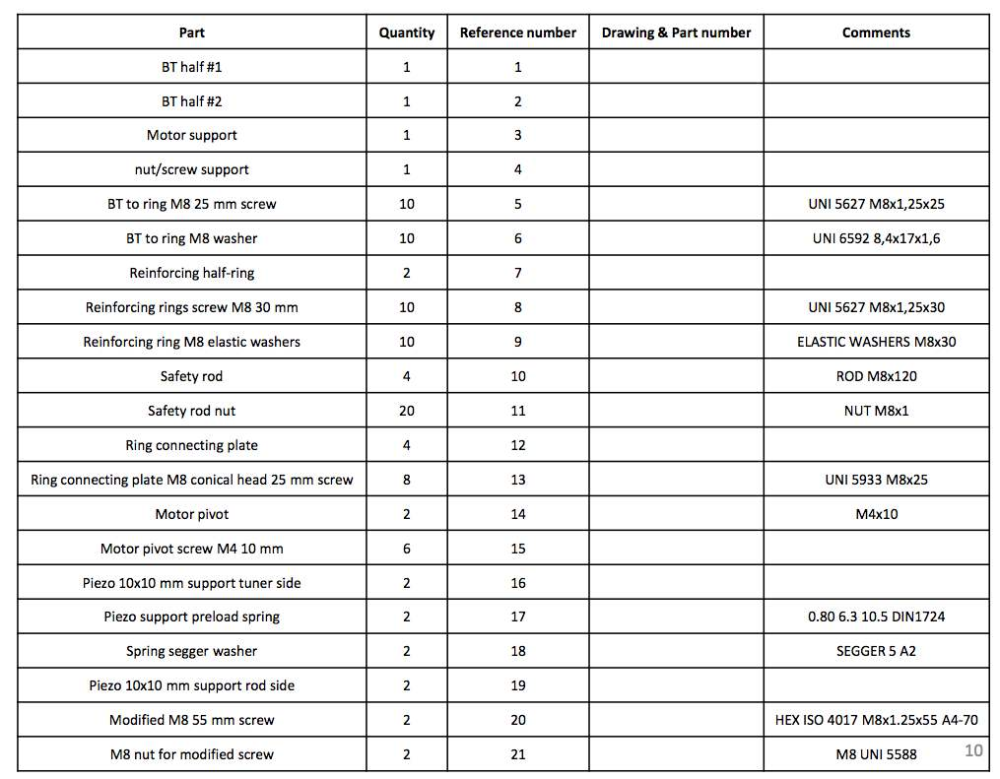 Part Quantity Reference number Drawing & Part number Comments
BT half #1 1 1
BT half #2 1 2
Motor support 1 3
nut/screw support 1 4
BT to ring M8 25 mm screw 10 5 UNI 5627 M8x1,25x25
BT to ring M8 washer 10 6 UNI 6592 8,4x17x1,6
Reinforcing half-ring 2 7
Reinforcing rings screw M8 30 mm 10 8 UNI 5627 M8x1,25x30
Reinforcing ring M8 elastic washers 10 9 ELASTIC WASHERS M8x30
Safety rod 4 10 ROD M8x120
Safety rod nut 20 11 NUT M8x1
Ring connecting plate 4 12
Ring connecting plate M8 conical head 25 mm screw 8 13 UNI 5933 M8x25
Motor pivot 2 14 M4x10
Motor pivot screw M4 10 mm 6 15
Piezo 10x10 mm support tuner side 2 16
Piezo support preload spring 2 17 0.80 6.3 10.5 DIN1724
Spring segger washer 2 18 SEGGER 5 A2
Piezo 10x10 mm support rod side 2 19
Modified M8 55 mm screw 2 20 HEX ISO 4017 M8x1.25x55 A4-70
M8 nut for modified screw 2 21 M8 UNI 5588
10